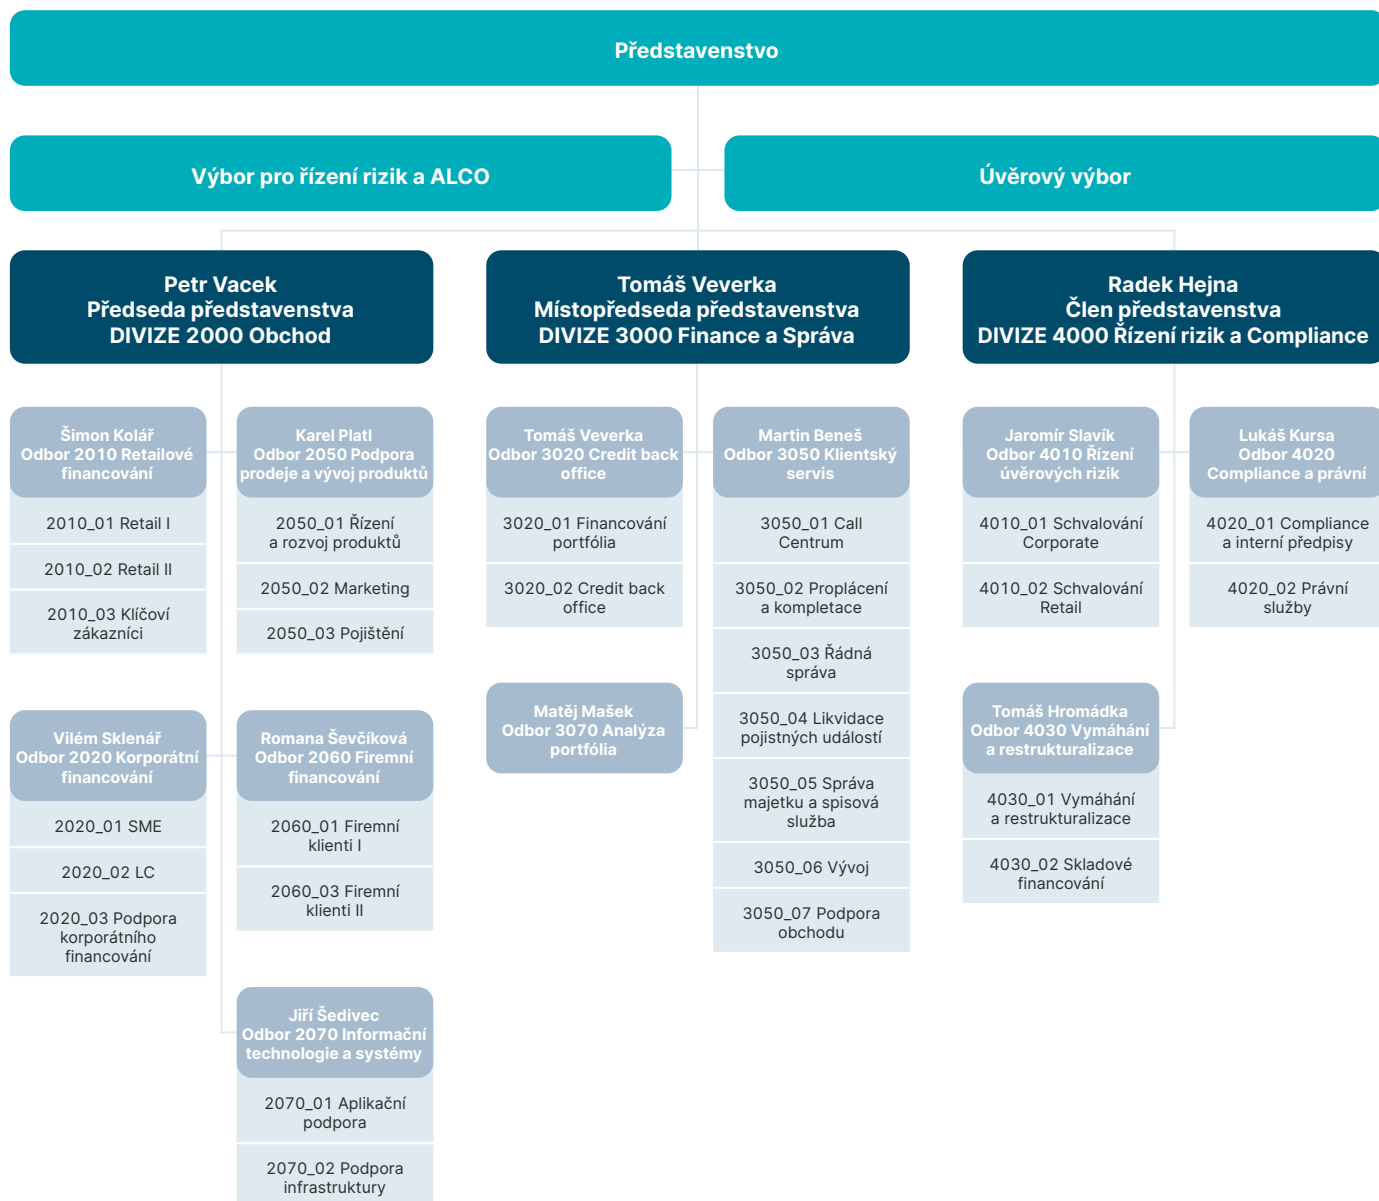 Představenstvo
Výbor pro řízení rizik a ALCO
Úvěrový výbor
Petr Vacek
Předseda představenstva
DIVIZE 2000 Obchod
Tomáš Veverka
Místopředseda představenstva
DIVIZE 3000 Finance a Správa
Radek Hejna
Člen představenstva
DIVIZE 4000 Řízení rizik a Compliance
Šimon Kolář
Odbor 2010 Retailové
financování
2010_01 Retail I
2010_02 Retail II
2010_03 Klíčoví
zákazníci
Karel Platl
Odbor 2050 Podpora
prodeje a vývoj produktů
2050_01 Řízení
a rozvoj produktů
2050_02 Marketing
2050_03 Pojištění
Vilém Sklenář
Odbor 2020 Korporátní
financování
2020_01 SME
2020_02 LC
2020_03 Podpora
korporátního
financování
Romana Ševčíková
Odbor 2060 Firemní
financování
2060_01 Firemní
klienti I
2060_03 Firemní
klienti II
Jiří Šedivec
Odbor 2070 Informační
technologie a systémy
2070_01 Aplikační
podpora
2070_02 Podpora
infrastruktury
Tomáš Veverka
Odbor 3020 Credit back
office
3020_01 Financování
portfólia
3020_02 Credit back
office
Matěj Mašek
Odbor 3070 Analýza
portfólia
Martin Beneš
Odbor 3050 Klientský
servis
3050_01 Call
Centrum
3050_02 Proplácení
a kompletace
3050_03 Řádná
správa
3050_04 Likvidace
pojistných událostí
3050_05 Správa
majetku a spisová
služba
3050_06 Vývoj
3050_07 Podpora
obchodu
Jaromír Slavík
Odbor 4010 Řízení
úvěrových rizik
4010_01 Schvalování
Corporate
4010_02 Schvalování
Retail
Lukáš Kursa
Odbor 4020
Compliance a právní
4020_01 Compliance
a interní předpisy
4020_02 Právní
služby
Tomáš Hromádka
Odbor 4030 Vymáhání
a restrukturalizace
4030_01 Vymáhání
a restrukturalizace
4030_02 Skladové
financování